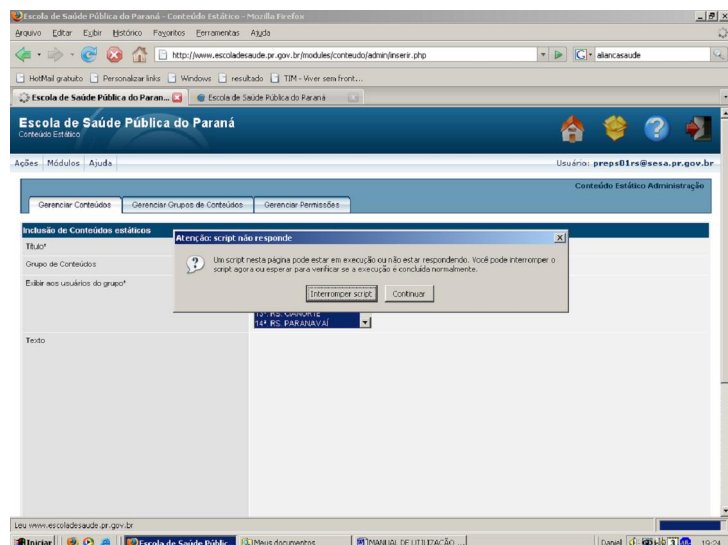 Escola de Saúde Pública do Paraná - Conteúdo Estático - Mozilla Firefox
Arquivo Editar Exibir Histórico Favoritos Ferramentas Ajuda
http://www.escoladesaude.pr.gov.br/modules/conteudo/admin/inserir.php
aliancasaude
HotMail gratuito Personalizar links Windows resultado TIM - Viver sem front...
Escola de Saúde Pública do Paran... Escola de Saúde Pública do Paraná
Escola de Saúde Pública do Paraná
Conteúdo Estático
Ações Módulos Ajuda
Usuário: preps01rs@sesa.pr.gov.br
Conteúdo Estático Administração
Gerenciar Conteúdos Gerenciar Grupos de Conteúdos Gerenciar Permissões
Inclusão de Conteúdos estáticos
Título*
Grupo de Conteúdos
Exibir aos usuários do grupo*
Atenção: script não responde
Um script nesta página pode estar em execução ou não estar respondendo. Você pode interromper o
script agora ou esperar para verificar se a execução é concluída normalmente.
Interromper script Continuar
13ª. RS. CIANORTE
14ª. RS. PARANAVAÍ
Texto
Leu www.escoladesaude.pr.gov.br
Iniciar Escola de Saúde Públic... Meus documentos MANUAL DE UTILIZAÇÃO ... Daniel 19:24